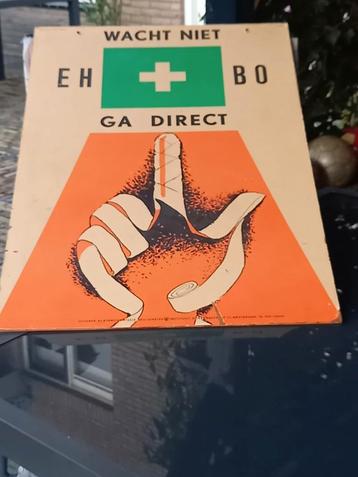 WACHT NIET
EH BO
GA DIRECT